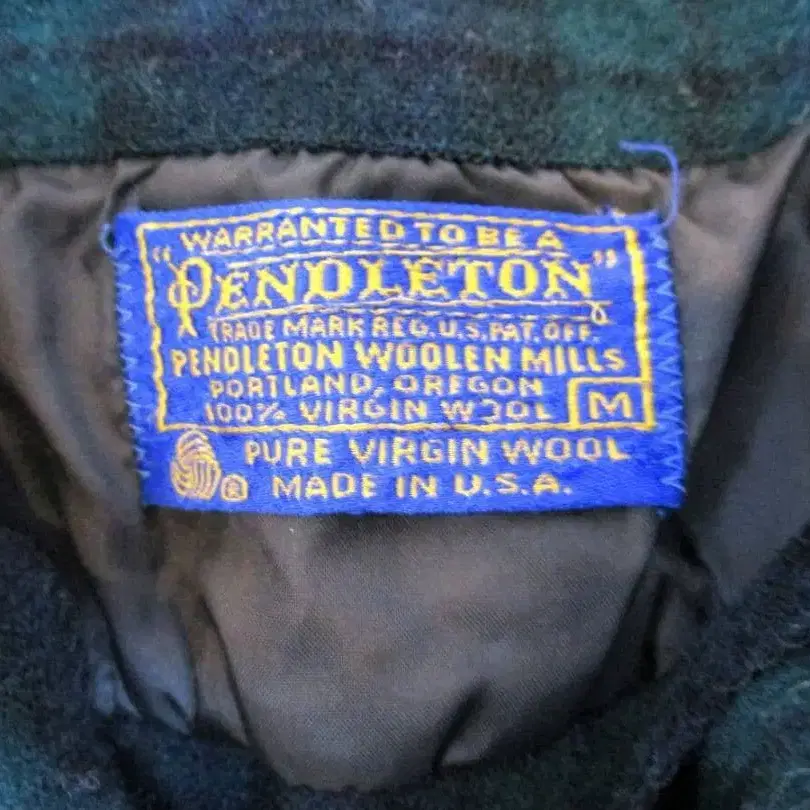 WARRANTED TO BE A
"PENDLETON"
TRADE MARK REG. U.S. PAT. OFF.
PENDLETON WOOLEN MILLS
PORTLAND, OREGON
100% VIRGIN WOOL M
PURE VIRGIN WOOL
® MADE IN U.S.A.